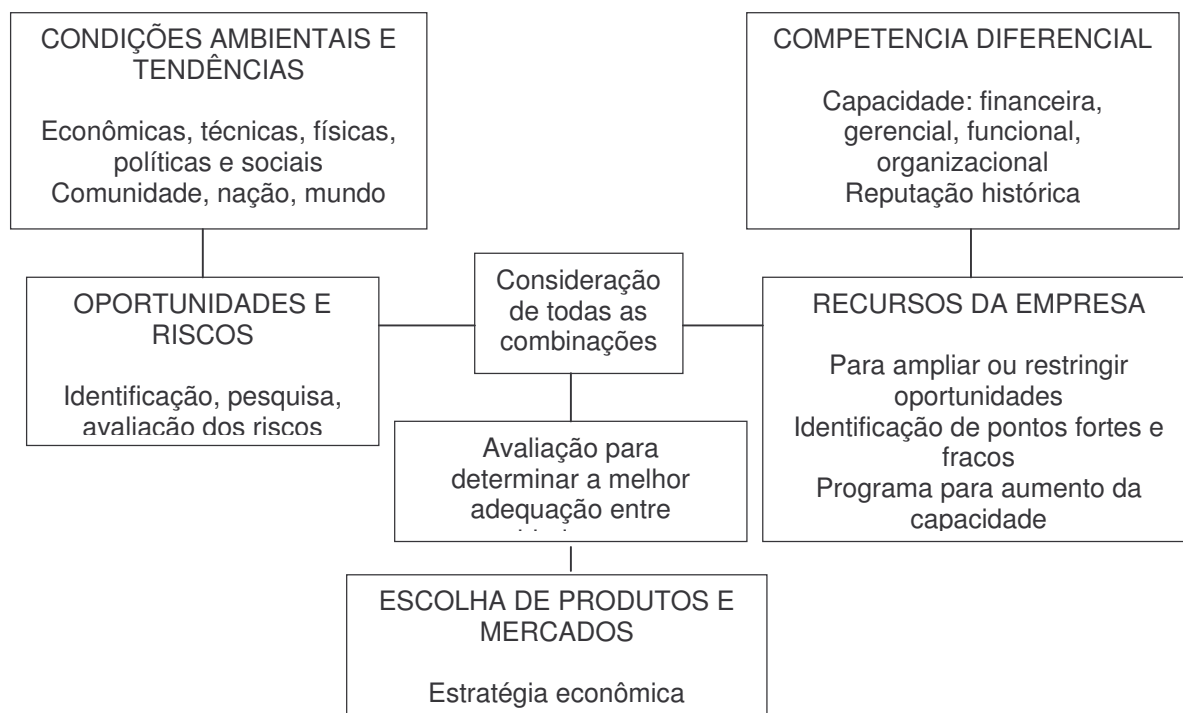 CONDIÇÕES AMBIENTAIS E
TENDÊNCIAS
Econômicas, técnicas, físicas,
políticas e sociais
Comunidade, nação, mundo
COMPETENCIA DIFERENCIAL
Capacidade: financeira,
gerencial, funcional,
organizacional
Reputação histórica
OPORTUNIDADES E
RISCOS
Identificação, pesquisa,
avaliação dos riscos
Consideração
de todas as
combinações
RECURSOS DA EMPRESA
Para ampliar ou restringir
oportunidades
Identificação de pontos fortes e
fracos
Programa para aumento da
capacidade
Avaliação para
determinar a melhor
adequação entre
ESCOLHA DE PRODUTOS E
MERCADOS
Estratégia econômica